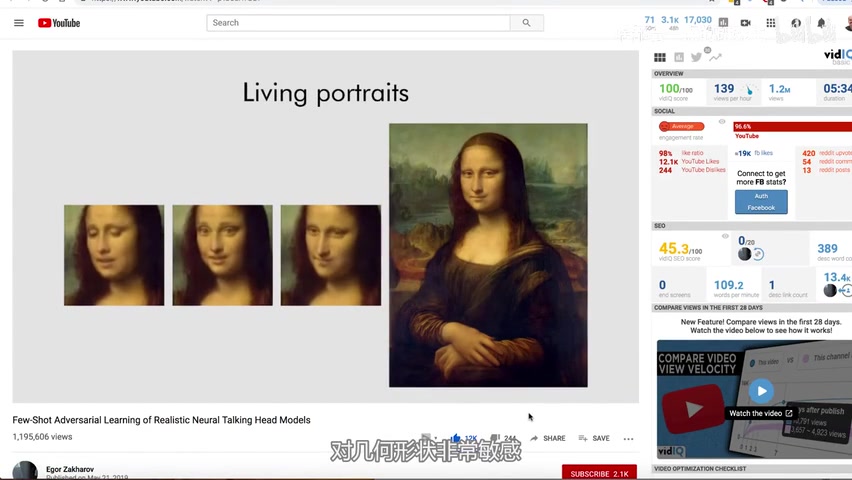 YouTube
Search
71 3.1K 17,030
vidIQ
basic
Living portraits
OVERVIEW
100/100
vidIQ score
139
views per hour
1.2M
views
05:34
duration
SOCIAL
Average
engagement rate
96.6%
YouTube
98% like ratio
12.1K YouTube Likes
244 YouTube Dislikes
≈19K fb likes
Connect to get
more FB stats?
Auth
Facebook
420 reddit upvot
54 reddit comm
13 reddit posts
SEO
45.3/100
vidIQ SEO score
0/20
389
desc word co
0
end screens
109.2
words per minute
1
desc link count
13.4K
COMPARE VIEWS IN THE FIRST 28 DAYS
New Feature! Compare views in the first 28 days.
Watch the video below to see how it works!
COMPARE VIDEO
VIEW VELOCITY
This video
VS
This channel
Watch the video
ays after publish
4,791 views
3,657 – 4,923 views
VIDEO OPTIMIZATION CHECKLIST
Few-Shot Adversarial Learning of Realistic Neural Talking Head Models
1,195,606 views
12K
244
SHARE
SAVE
对几何形状非常敏感
Egor Zakharov
Published on May 21, 2019
SUBSCRIBE 2.1K